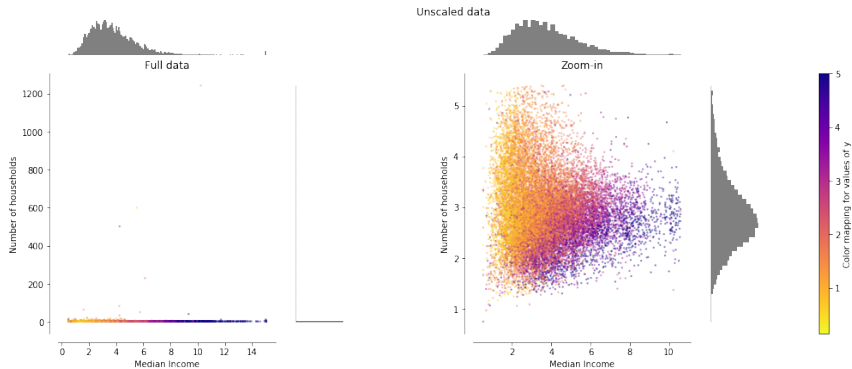 Unscaled data
Full data
1200
1000
800
600
400
200
0
Number of households
0 2 4 6 8 10 12 14
Median Income
Zoom-in
5
4
3
2
1
Number of households
2 4 6 8 10
Median Income
5
4
3
2
1
Color mapping for values of y